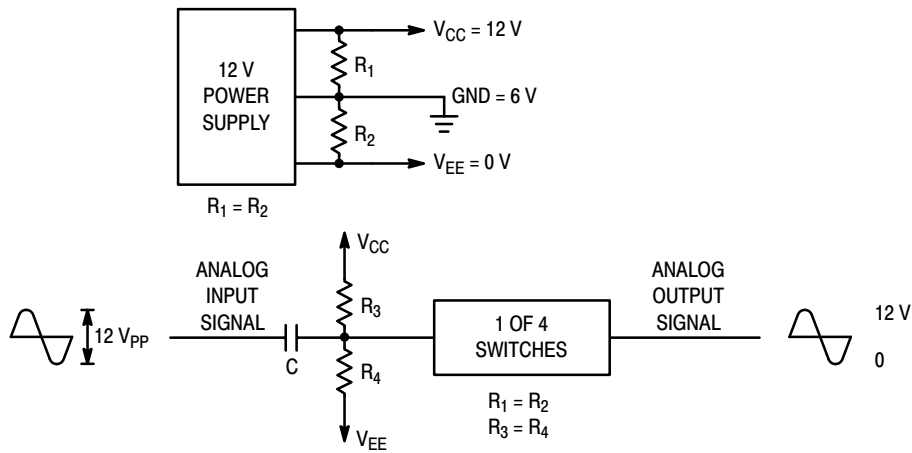 12 V
POWER
SUPPLY
V_CC = 12 V
R_1
GND = 6 V
R_2
V_EE = 0 V
R_1 = R_2
V_CC
ANALOG
INPUT
SIGNAL
12 V_PP
C
R_3
R_4
V_EE
1 OF 4
SWITCHES
R_1 = R_2
R_3 = R_4
ANALOG
OUTPUT
SIGNAL
12 V
0